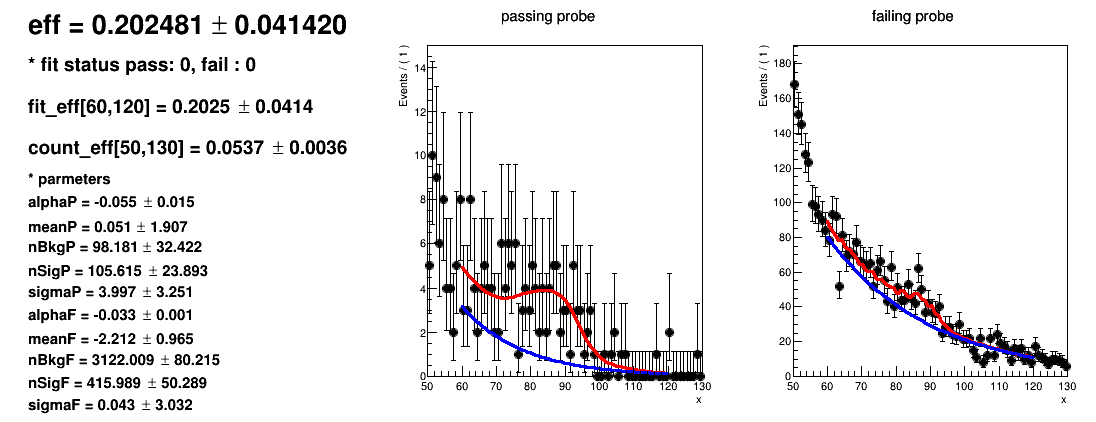 eff = 0.202481 ± 0.041420
* fit status pass: 0, fail : 0
fit_eff[60,120] = 0.2025 ± 0.0414
count_eff[50,130] = 0.0537 ± 0.0036
* parmeters
alphaP = -0.055 ± 0.015
meanP = 0.051 ± 1.907
nBkgP = 98.181 ± 32.422
nSigP = 105.615 ± 23.893
sigmaP = 3.997 ± 3.251
alphaF = -0.033 ± 0.001
meanF = -2.212 ± 0.965
nBkgF = 3122.009 ± 80.215
nSigF = 415.989 ± 50.289
sigmaF = 0.043 ± 3.032
passing probe
Events / ( 1 )
14
12
10
8
6
4
2
0
50 60 70 80 90 100 110 120 130
x
failing probe
Events / ( 1 )
180
160
140
120
100
80
60
40
20
0
50 60 70 80 90 100 110 120 130
x